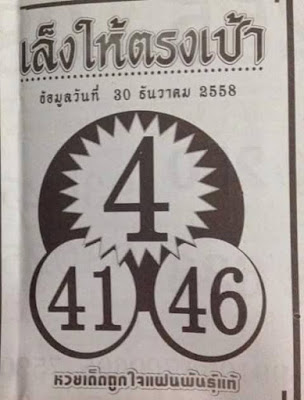 เล็งให้ตรงเป้า
ข้อมูลวันที่ 30 ธันวาคม 2558
4
41 46
หวยเด็ดถูกใจแฟนพันธุ์แท้